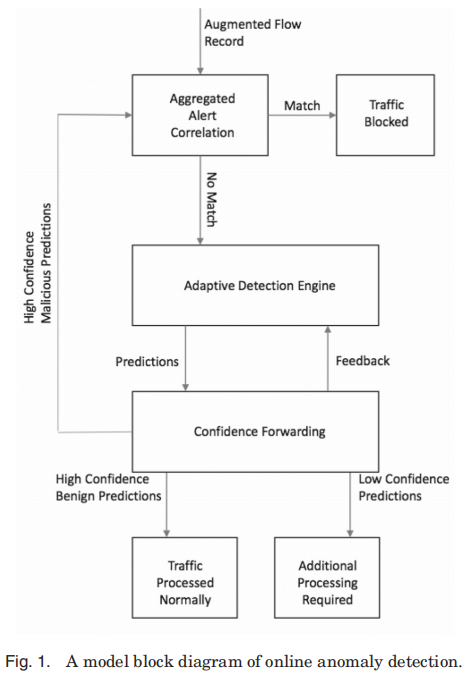 Augmented Flow
Record
Aggregated
Alert
Correlation
Match
Traffic
Blocked
No Match
High Confidence
Malicious Predictions
Adaptive Detection Engine
Predictions
Feedback
Confidence Forwarding
High Confidence
Benign Predictions
Low Confidence
Predictions
Traffic
Processed
Normally
Additional
Processing
Required
Fig. 1. A model block diagram of online anomaly detection.